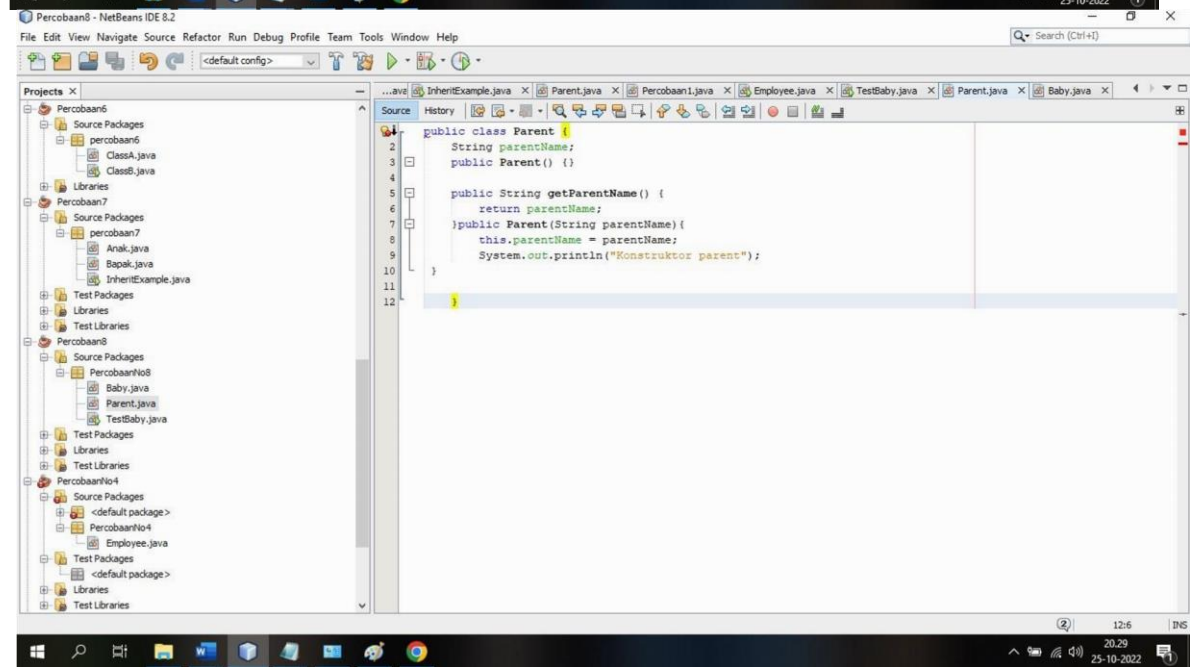 25-10-2022
Percobaan8 - NetBeans IDE 8.2
File Edit View Navigate Source Refactor Run Debug Profile Team Tools Window Help
Search (Ctrl+I)
<default config>
Projects
...ava InheritExample.java Parent.java Percobaan1.java Employee.java TestBaby.java Parent.java Baby.java
Source History
Percobaan6
Source Packages
percobaan6
ClassA.java
ClassB.java
Libraries
Percobaan7
Source Packages
percobaan7
Anak.java
Bapak.java
InheritExample.java
Test Packages
Libraries
Test Libraries
Percobaan8
Source Packages
PercobaanNo8
Baby.java
Parent.java
TestBaby.java
Test Packages
Libraries
Test Libraries
PercobaanNo4
Source Packages
<default package>
PercobaanNo4
Employee.java
Test Packages
<default package>
Libraries
Test Libraries
public class Parent {
2 String parentName;
3 public Parent() {}
4
5 public String getParentName() {
6 return parentName;
7 }public Parent(String parentName){
8 this.parentName = parentName;
9 System.out.println("Konstruktor parent");
10 }
11
12 }
2 12:6 INS
20.29
25-10-2022